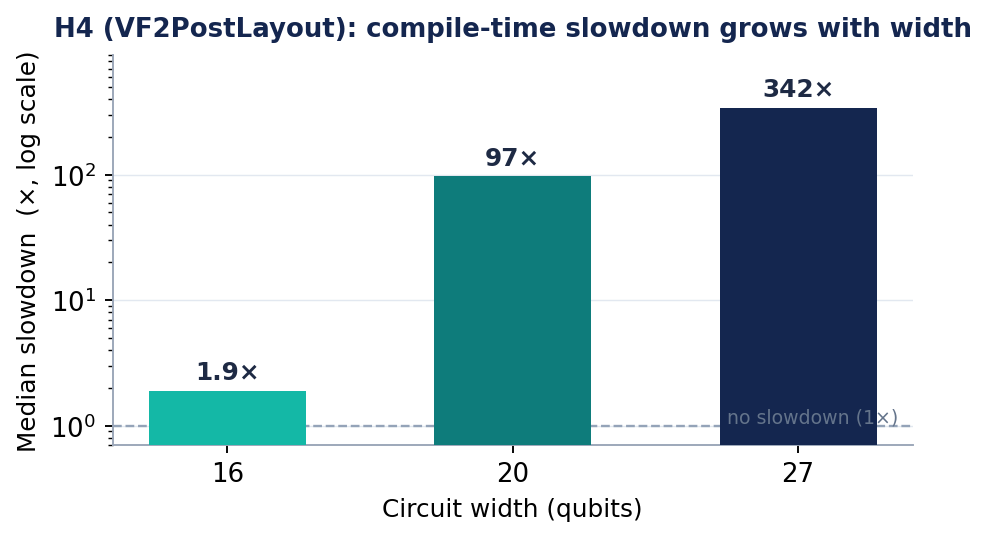 H4 (VF2PostLayout): compile-time slowdown grows with width
Median slowdown (×, log scale)
10²
10¹
10⁰
342×
97×
1.9×
no slowdown (1×)
16
20
27
Circuit width (qubits)